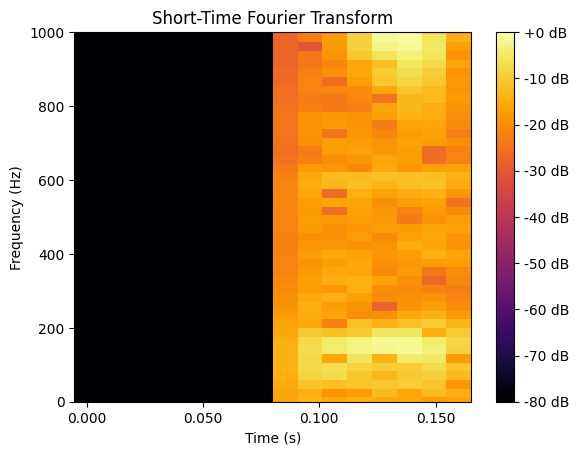 Short-Time Fourier Transform
1000
800
600
400
200
0
Frequency (Hz)
0.000
0.050
0.100
0.150
Time (s)
+0 dB
-10 dB
-20 dB
-30 dB
-40 dB
-50 dB
-60 dB
-70 dB
-80 dB